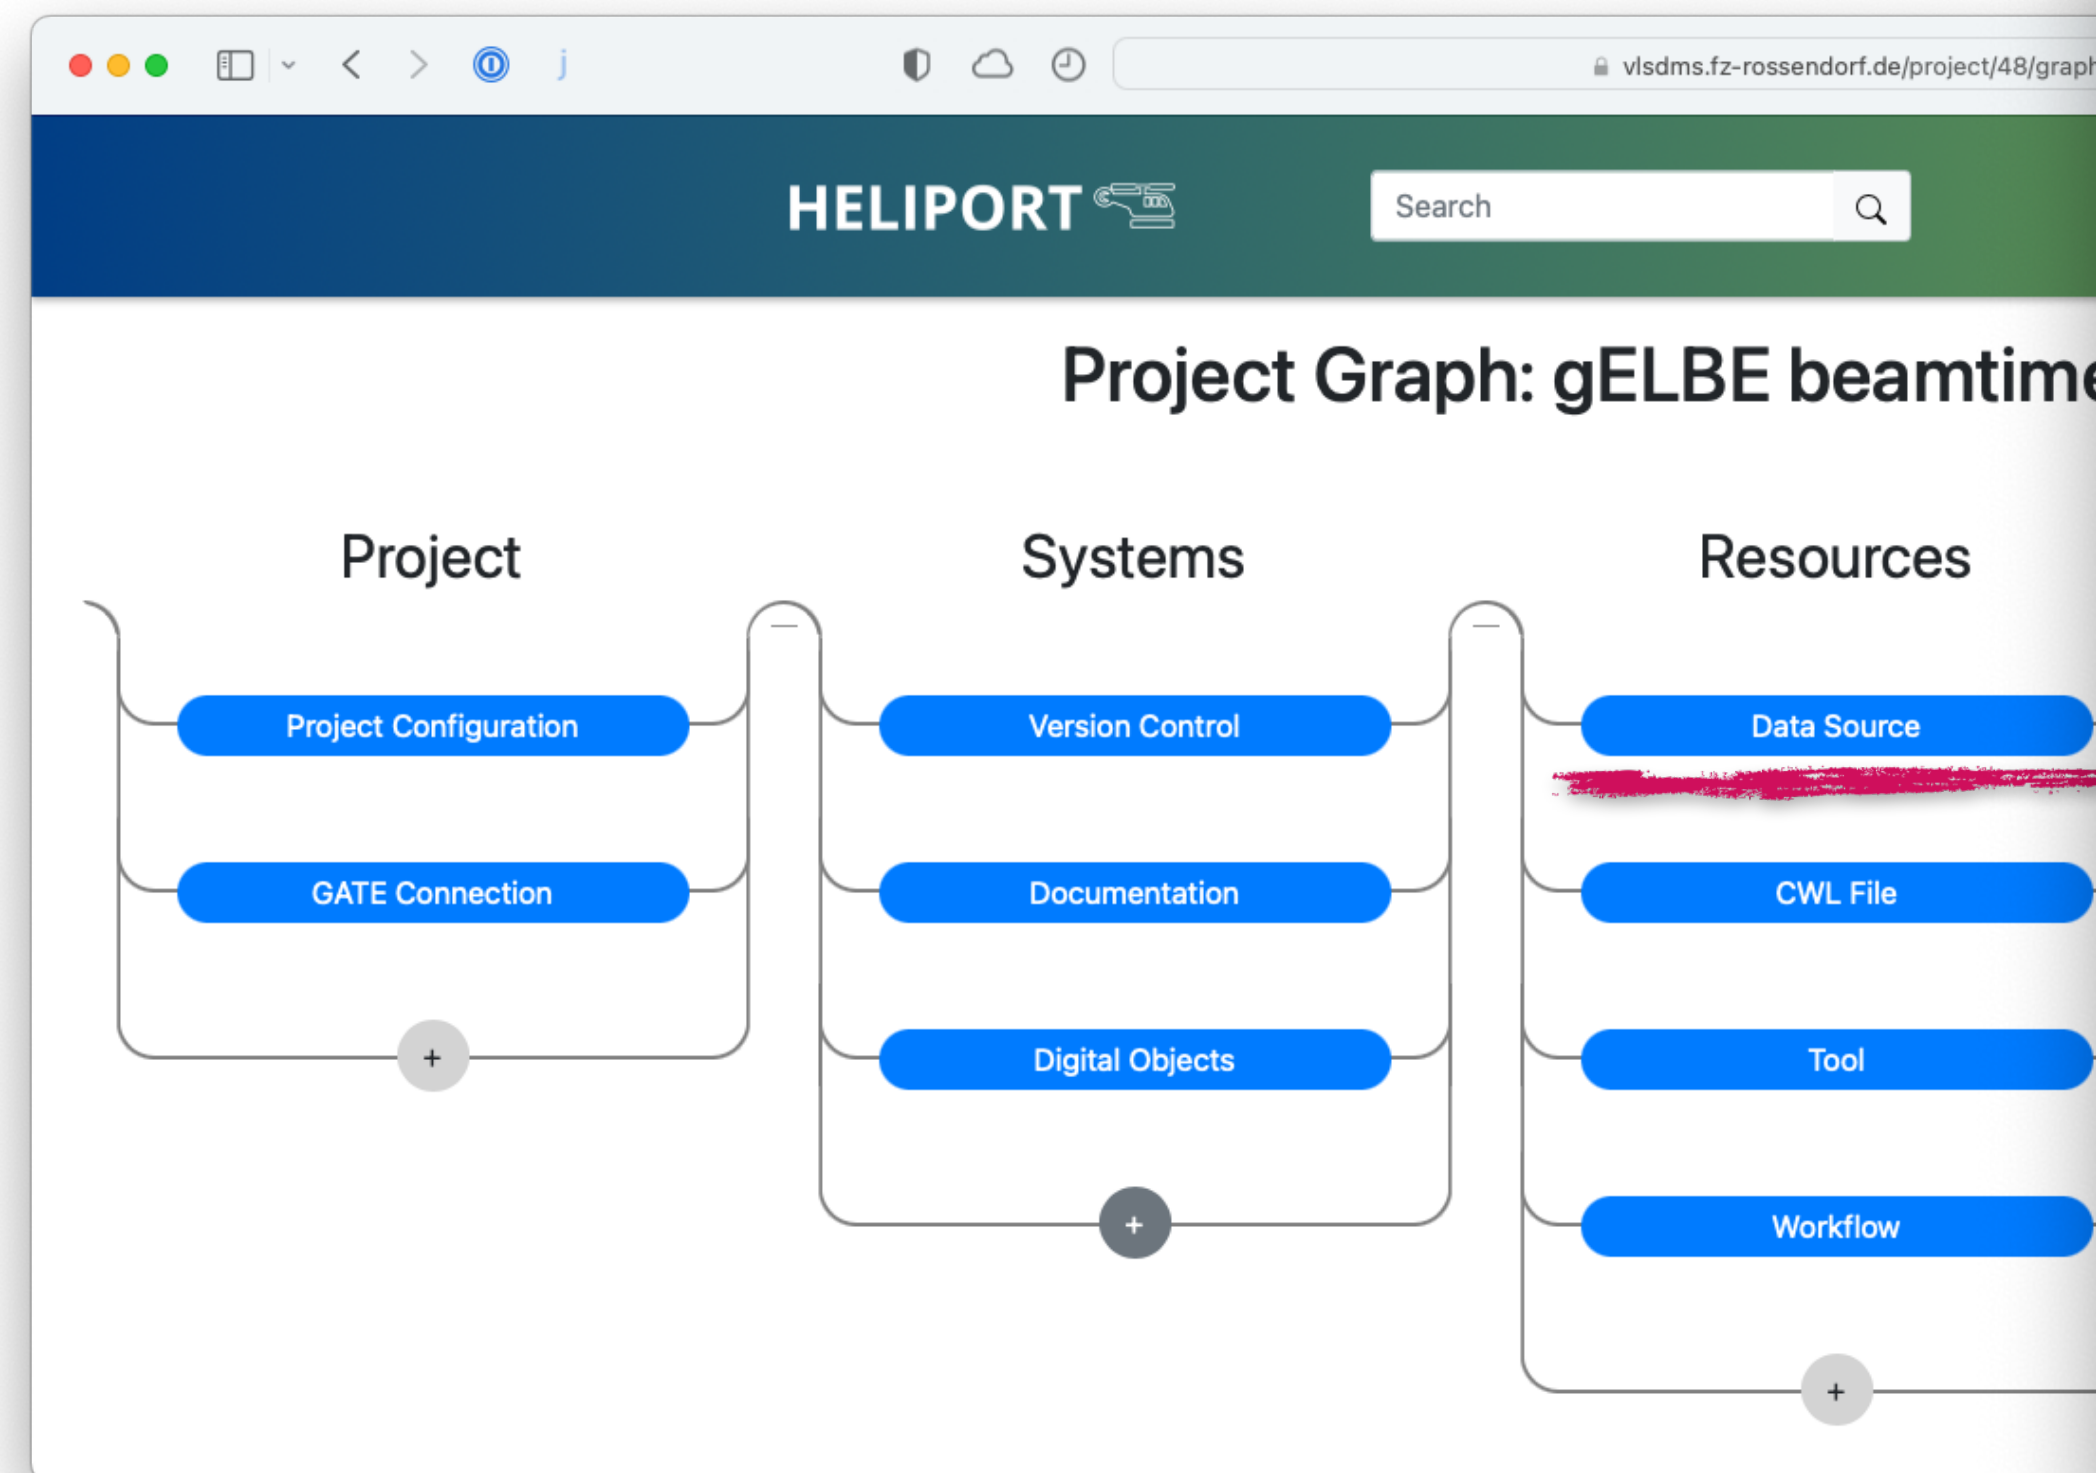 vlsdms.fz-rossendorf.de/project/48/graph
HELIPORT
Search
Project Graph: gELBE beamtime
Project
Systems
Resources
Project Configuration
Version Control
Data Source
GATE Connection
Documentation
CWL File
+
Digital Objects
Tool
+
Workflow
+